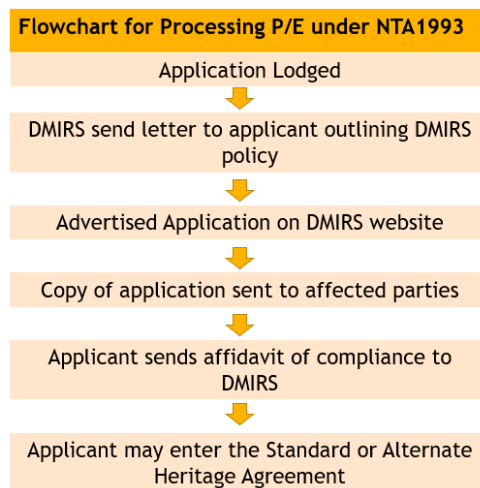 Flowchart for Processing P/E under NTA1993
Application Lodged
DMIRS send letter to applicant outlining DMIRS
policy
Advertised Application on DMIRS website
Copy of application sent to affected parties
Applicant sends affidavit of compliance to
DMIRS
Applicant may enter the Standard or Alternate
Heritage Agreement